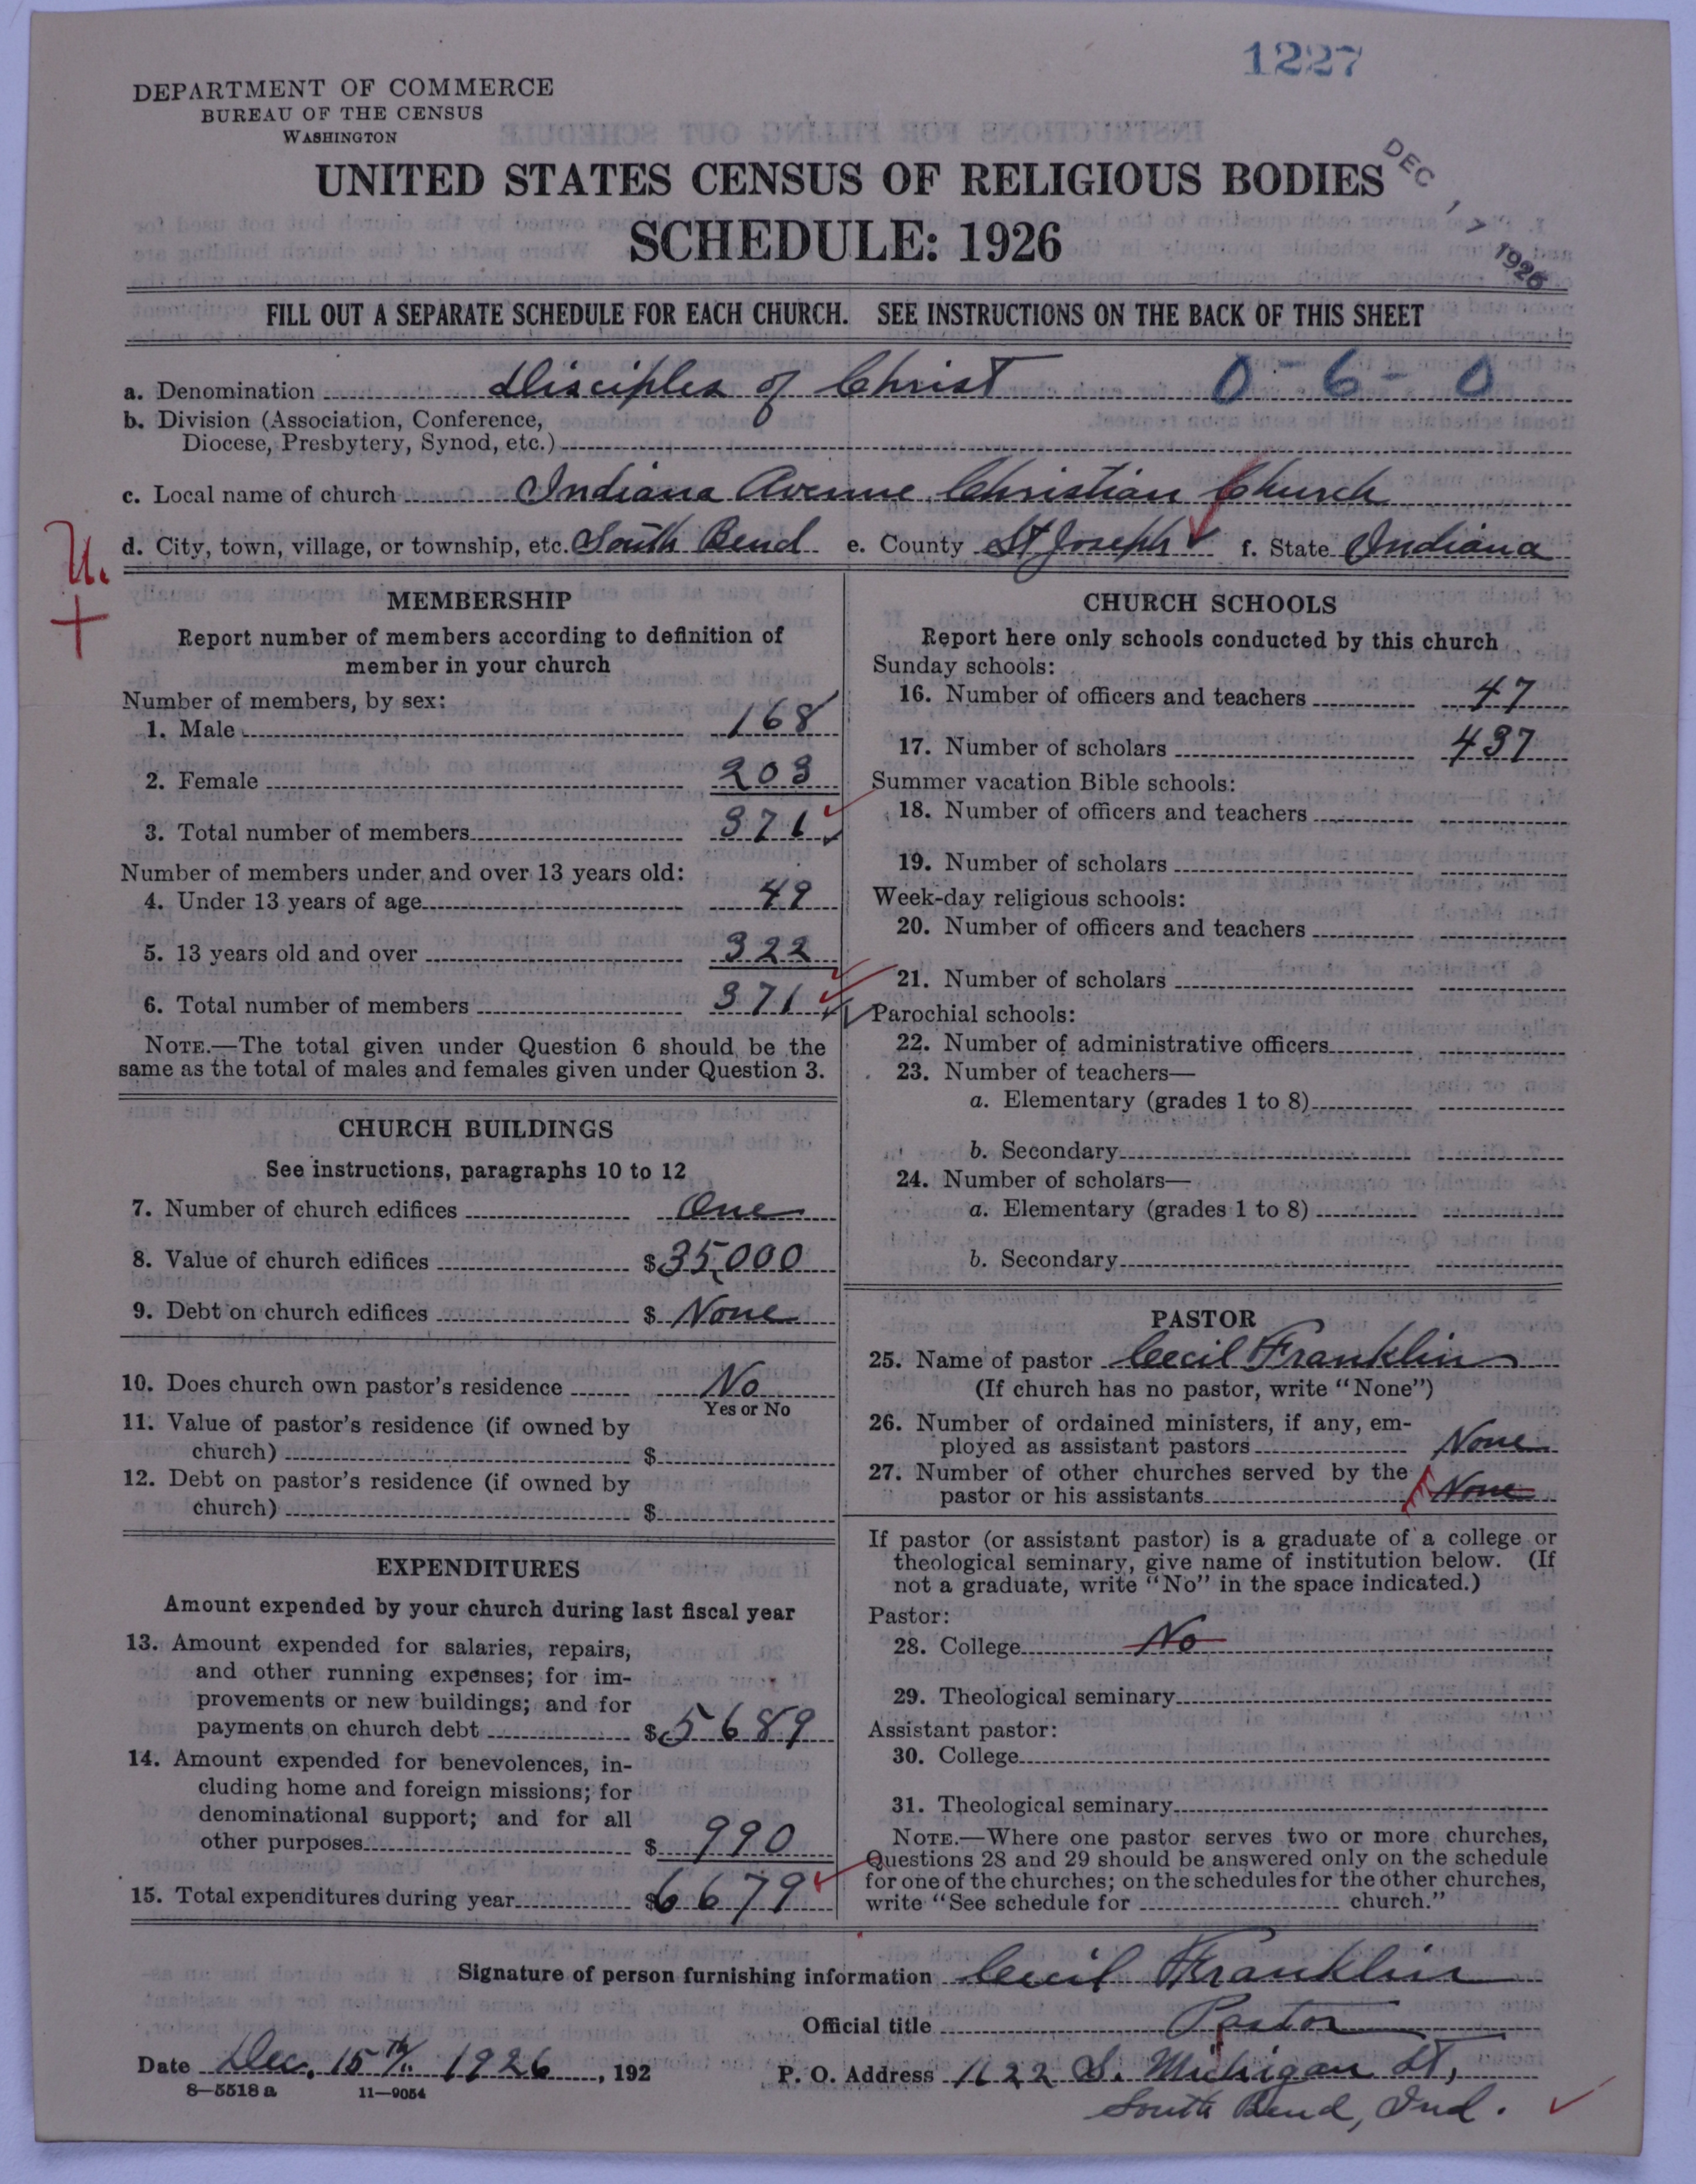 1227
DEPARTMENT OF COMMERCE
BUREAU OF THE CENSUS
WASHINGTON
UNITED STATES CENSUS OF RELIGIOUS BODIES
SCHEDULE: 1926
DEC 17 1926
FILL OUT A SEPARATE SCHEDULE FOR EACH CHURCH. SEE INSTRUCTIONS ON THE BACK OF THIS SHEET
a. Denomination Disciples of Christ 0-6-0
b. Division (Association, Conference,
Diocese, Presbytery, Synod, etc.)
c. Local name of church Indiana Avenue Christian Church
d. City, town, village, or township, etc. South Bend e. County St Joseph f. State Indiana
U.
+
MEMBERSHIP
Report number of members according to definition of
member in your church
Number of members, by sex:
1. Male 168
2. Female 203
3. Total number of members 371
Number of members under and over 13 years old:
4. Under 13 years of age 49
5. 13 years old and over 322
6. Total number of members 371
NOTE.—The total given under Question 6 should be the
same as the total of males and females given under Question 3.
CHURCH BUILDINGS
See instructions, paragraphs 10 to 12
7. Number of church edifices One
8. Value of church edifices $35,000
9. Debt on church edifices $ None
10. Does church own pastor's residence No
Yes or No
11. Value of pastor's residence (if owned by
church) $
12. Debt on pastor's residence (if owned by
church) $
EXPENDITURES
Amount expended by your church during last fiscal year
13. Amount expended for salaries, repairs,
and other running expenses; for im-
provements or new buildings; and for
payments on church debt $5689
14. Amount expended for benevolences, in-
cluding home and foreign missions; for
denominational support; and for all
other purposes $ 990
15. Total expenditures during year $6679
CHURCH SCHOOLS
Report here only schools conducted by this church
Sunday schools:
16. Number of officers and teachers 47
17. Number of scholars 437
Summer vacation Bible schools:
18. Number of officers and teachers
19. Number of scholars
Week-day religious schools:
20. Number of officers and teachers
21. Number of scholars
Parochial schools:
22. Number of administrative officers
23. Number of teachers—
a. Elementary (grades 1 to 8)
b. Secondary
24. Number of scholars—
a. Elementary (grades 1 to 8)
b. Secondary
PASTOR
25. Name of pastor Cecil Franklin
(If church has no pastor, write "None")
26. Number of ordained ministers, if any, em-
ployed as assistant pastors None
27. Number of other churches served by the
pastor or his assistants None
If pastor (or assistant pastor) is a graduate of a college or
theological seminary, give name of institution below. (If
not a graduate, write "No" in the space indicated.)
Pastor:
28. College No
29. Theological seminary
Assistant pastor:
30. College
31. Theological seminary
NOTE.—Where one pastor serves two or more churches,
Questions 28 and 29 should be answered only on the schedule
for one of the churches; on the schedules for the other churches,
write "See schedule for church."
Signature of person furnishing information Cecil Franklin
Official title Pastor
Date Dec. 15th. 1926, 192
P. O. Address 1122 S. Michigan St,
South Bend, Ind.
8—5518 a 11—9054